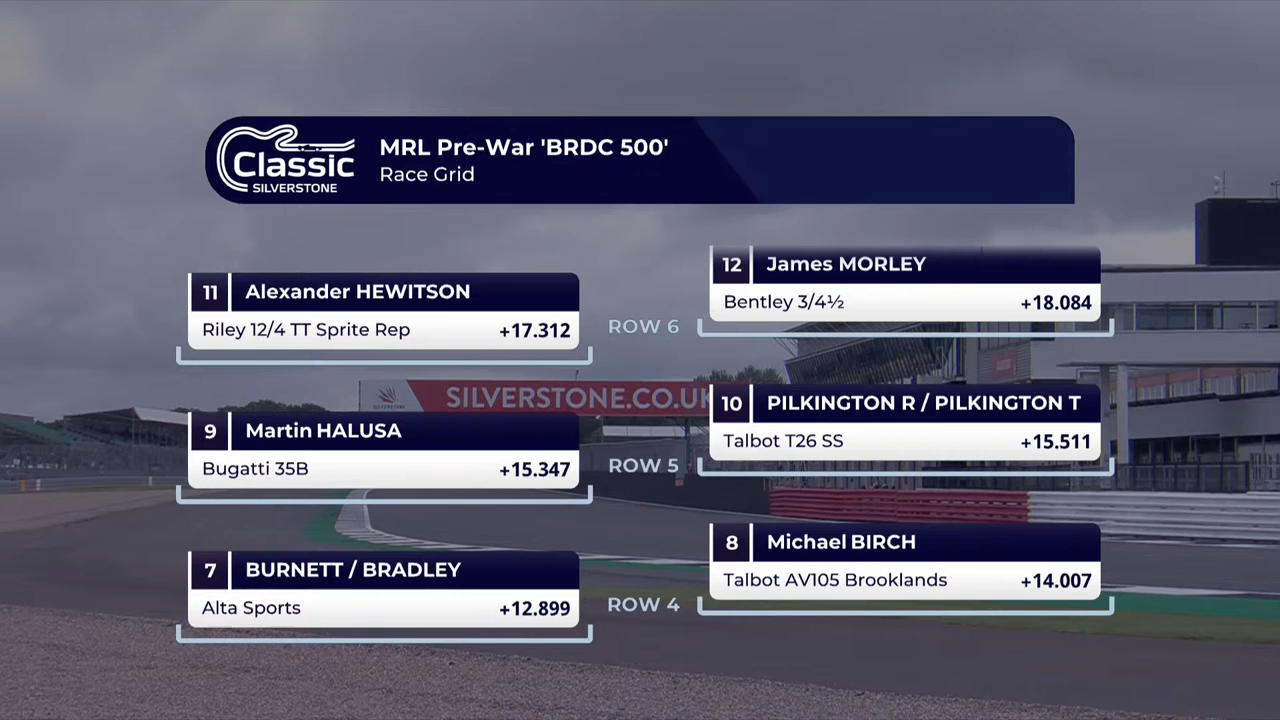 Classic
SILVERSTONE
MRL Pre-War 'BRDC 500'
Race Grid
12 James MORLEY
Bentley 3/4½ +18.084
11 Alexander HEWITSON
Riley 12/4 TT Sprite Rep +17.312
ROW 6
SILVERSTONE.CO.UK
10 PILKINGTON R / PILKINGTON T
Talbot T26 SS +15.511
9 Martin HALUSA
Bugatti 35B +15.347
ROW 5
8 Michael BIRCH
Talbot AV105 Brooklands +14.007
7 BURNETT / BRADLEY
Alta Sports +12.899
ROW 4